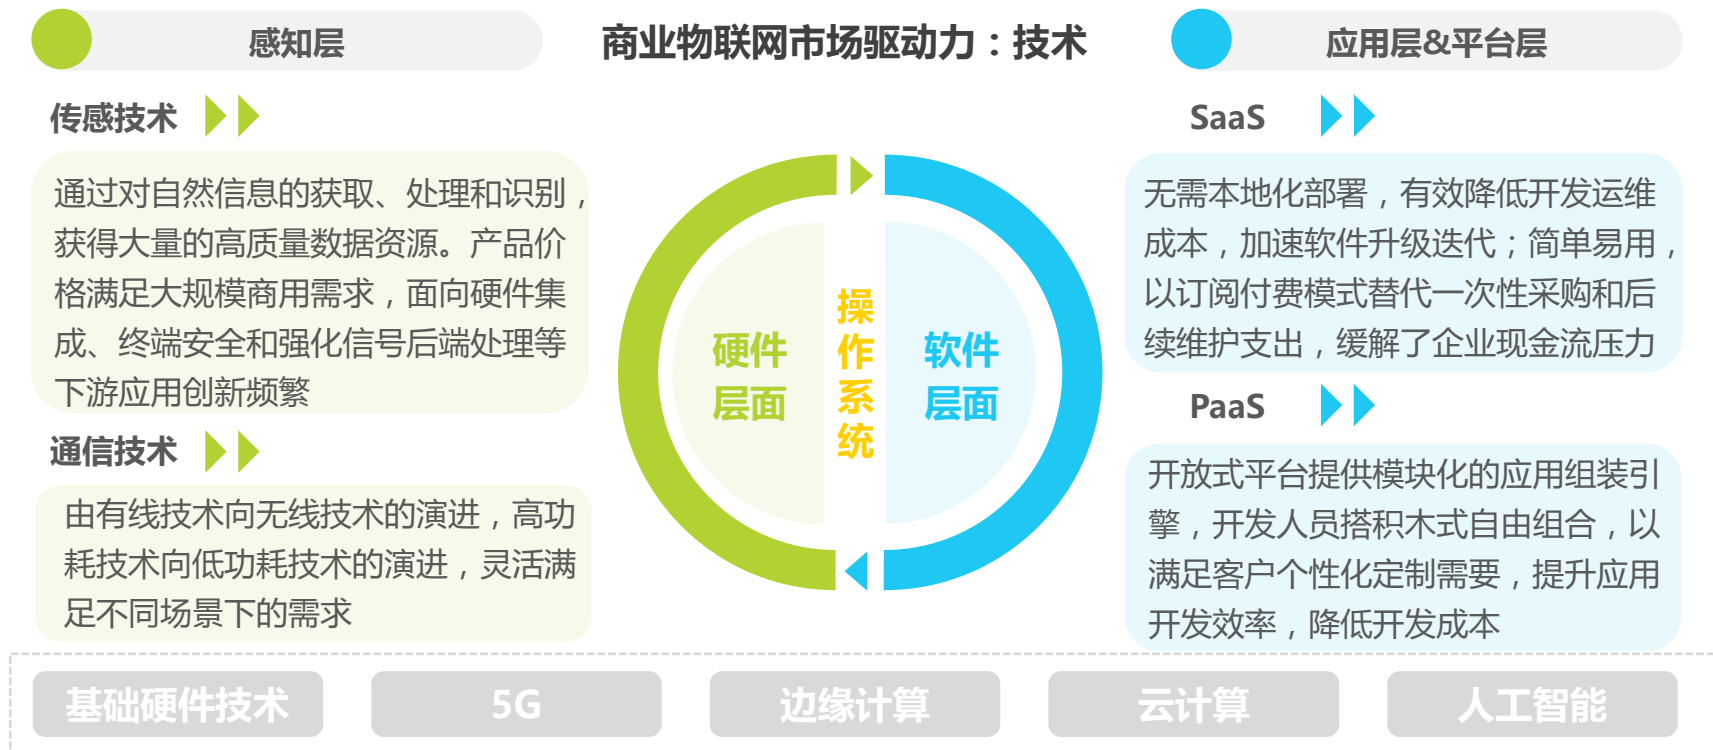 商业物联网市场驱动力：技术
感知层
传感技术
通过对自然信息的获取、处理和识别，
获得大量的高质量数据资源。产品价
格满足大规模商用需求，面向硬件集
成、终端安全和强化信号后端处理等
下游应用创新频繁
通信技术
由有线技术向无线技术的演进，高功
耗技术向低功耗技术的演进，灵活满
足不同场景下的需求
硬件
层面
操
作
系
统
软件
层面
应用层&平台层
SaaS
无需本地化部署，有效降低开发运维
成本，加速软件升级迭代；简单易用，
以订阅付费模式替代一次性采购和后
续维护支出，缓解了企业现金流压力
PaaS
开放式平台提供模块化的应用组装引
擎，开发人员搭积木式自由组合，以
满足客户个性化定制需要，提升应用
开发效率，降低开发成本
基础硬件技术
5G
边缘计算
云计算
人工智能